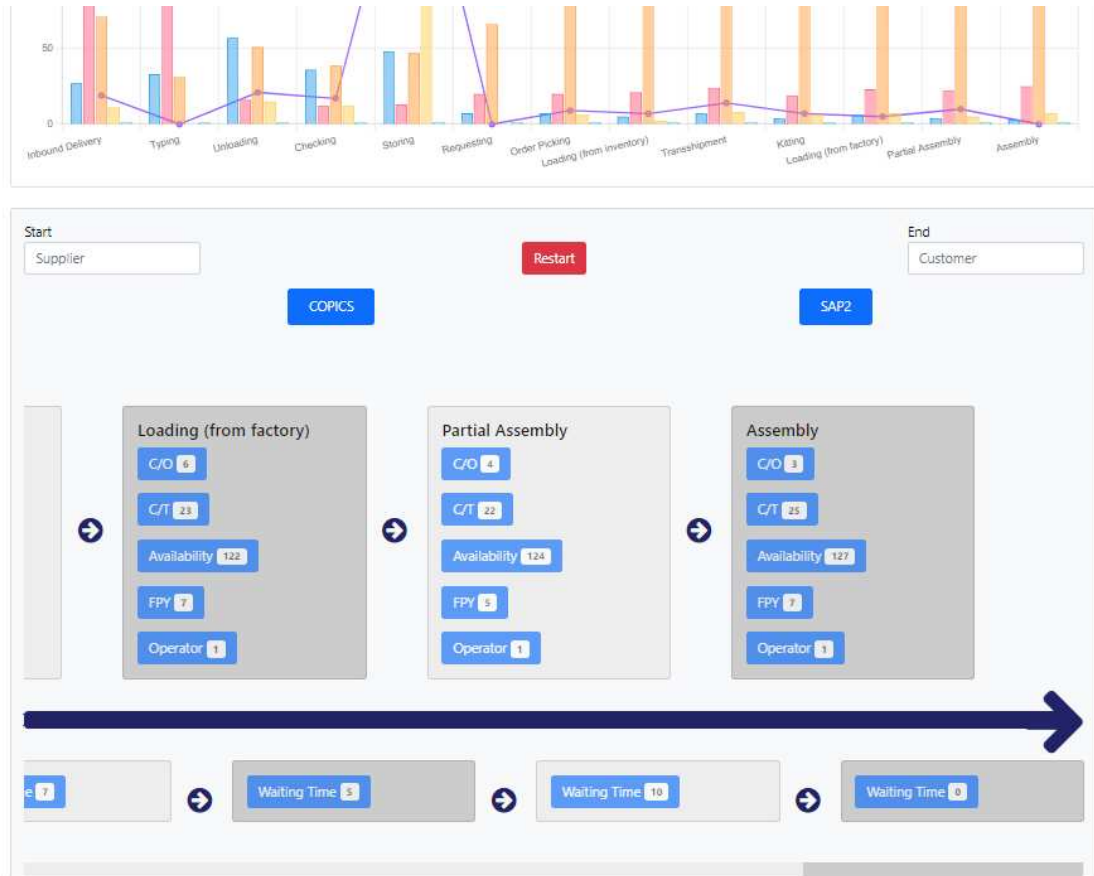 50
0
Inbound Delivery
Typing
Unloading
Checking
Storing
Requesting
Order Picking
Loading (from inventory)
Transshipment
Kitting
Loading (from factory)
Partial Assembly
Assembly
Start
End
Supplier
Restart
Customer
COPICS
SAP2
Loading (from factory)
Partial Assembly
Assembly
C/O 6
C/O 4
C/O 3
C/T 23
C/T 22
C/T 25
Availability 122
Availability 124
Availability 127
FPY 7
FPY 5
FPY 7
Operator 1
Operator 1
Operator 1
e 7
Waiting Time 5
Waiting Time 10
Waiting Time 0